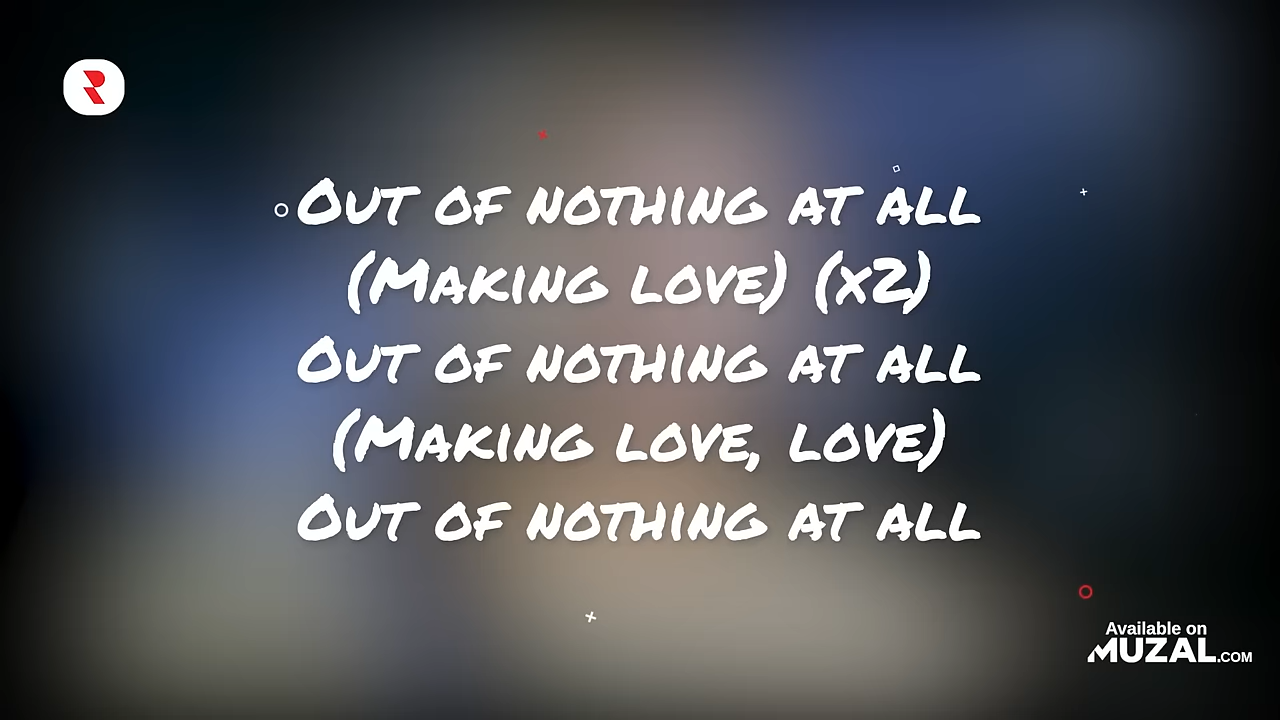 Out of nothing at all
(Making love) (x2)
Out of nothing at all
(Making love, love)
Out of nothing at all
Available on
MUZAL.COM